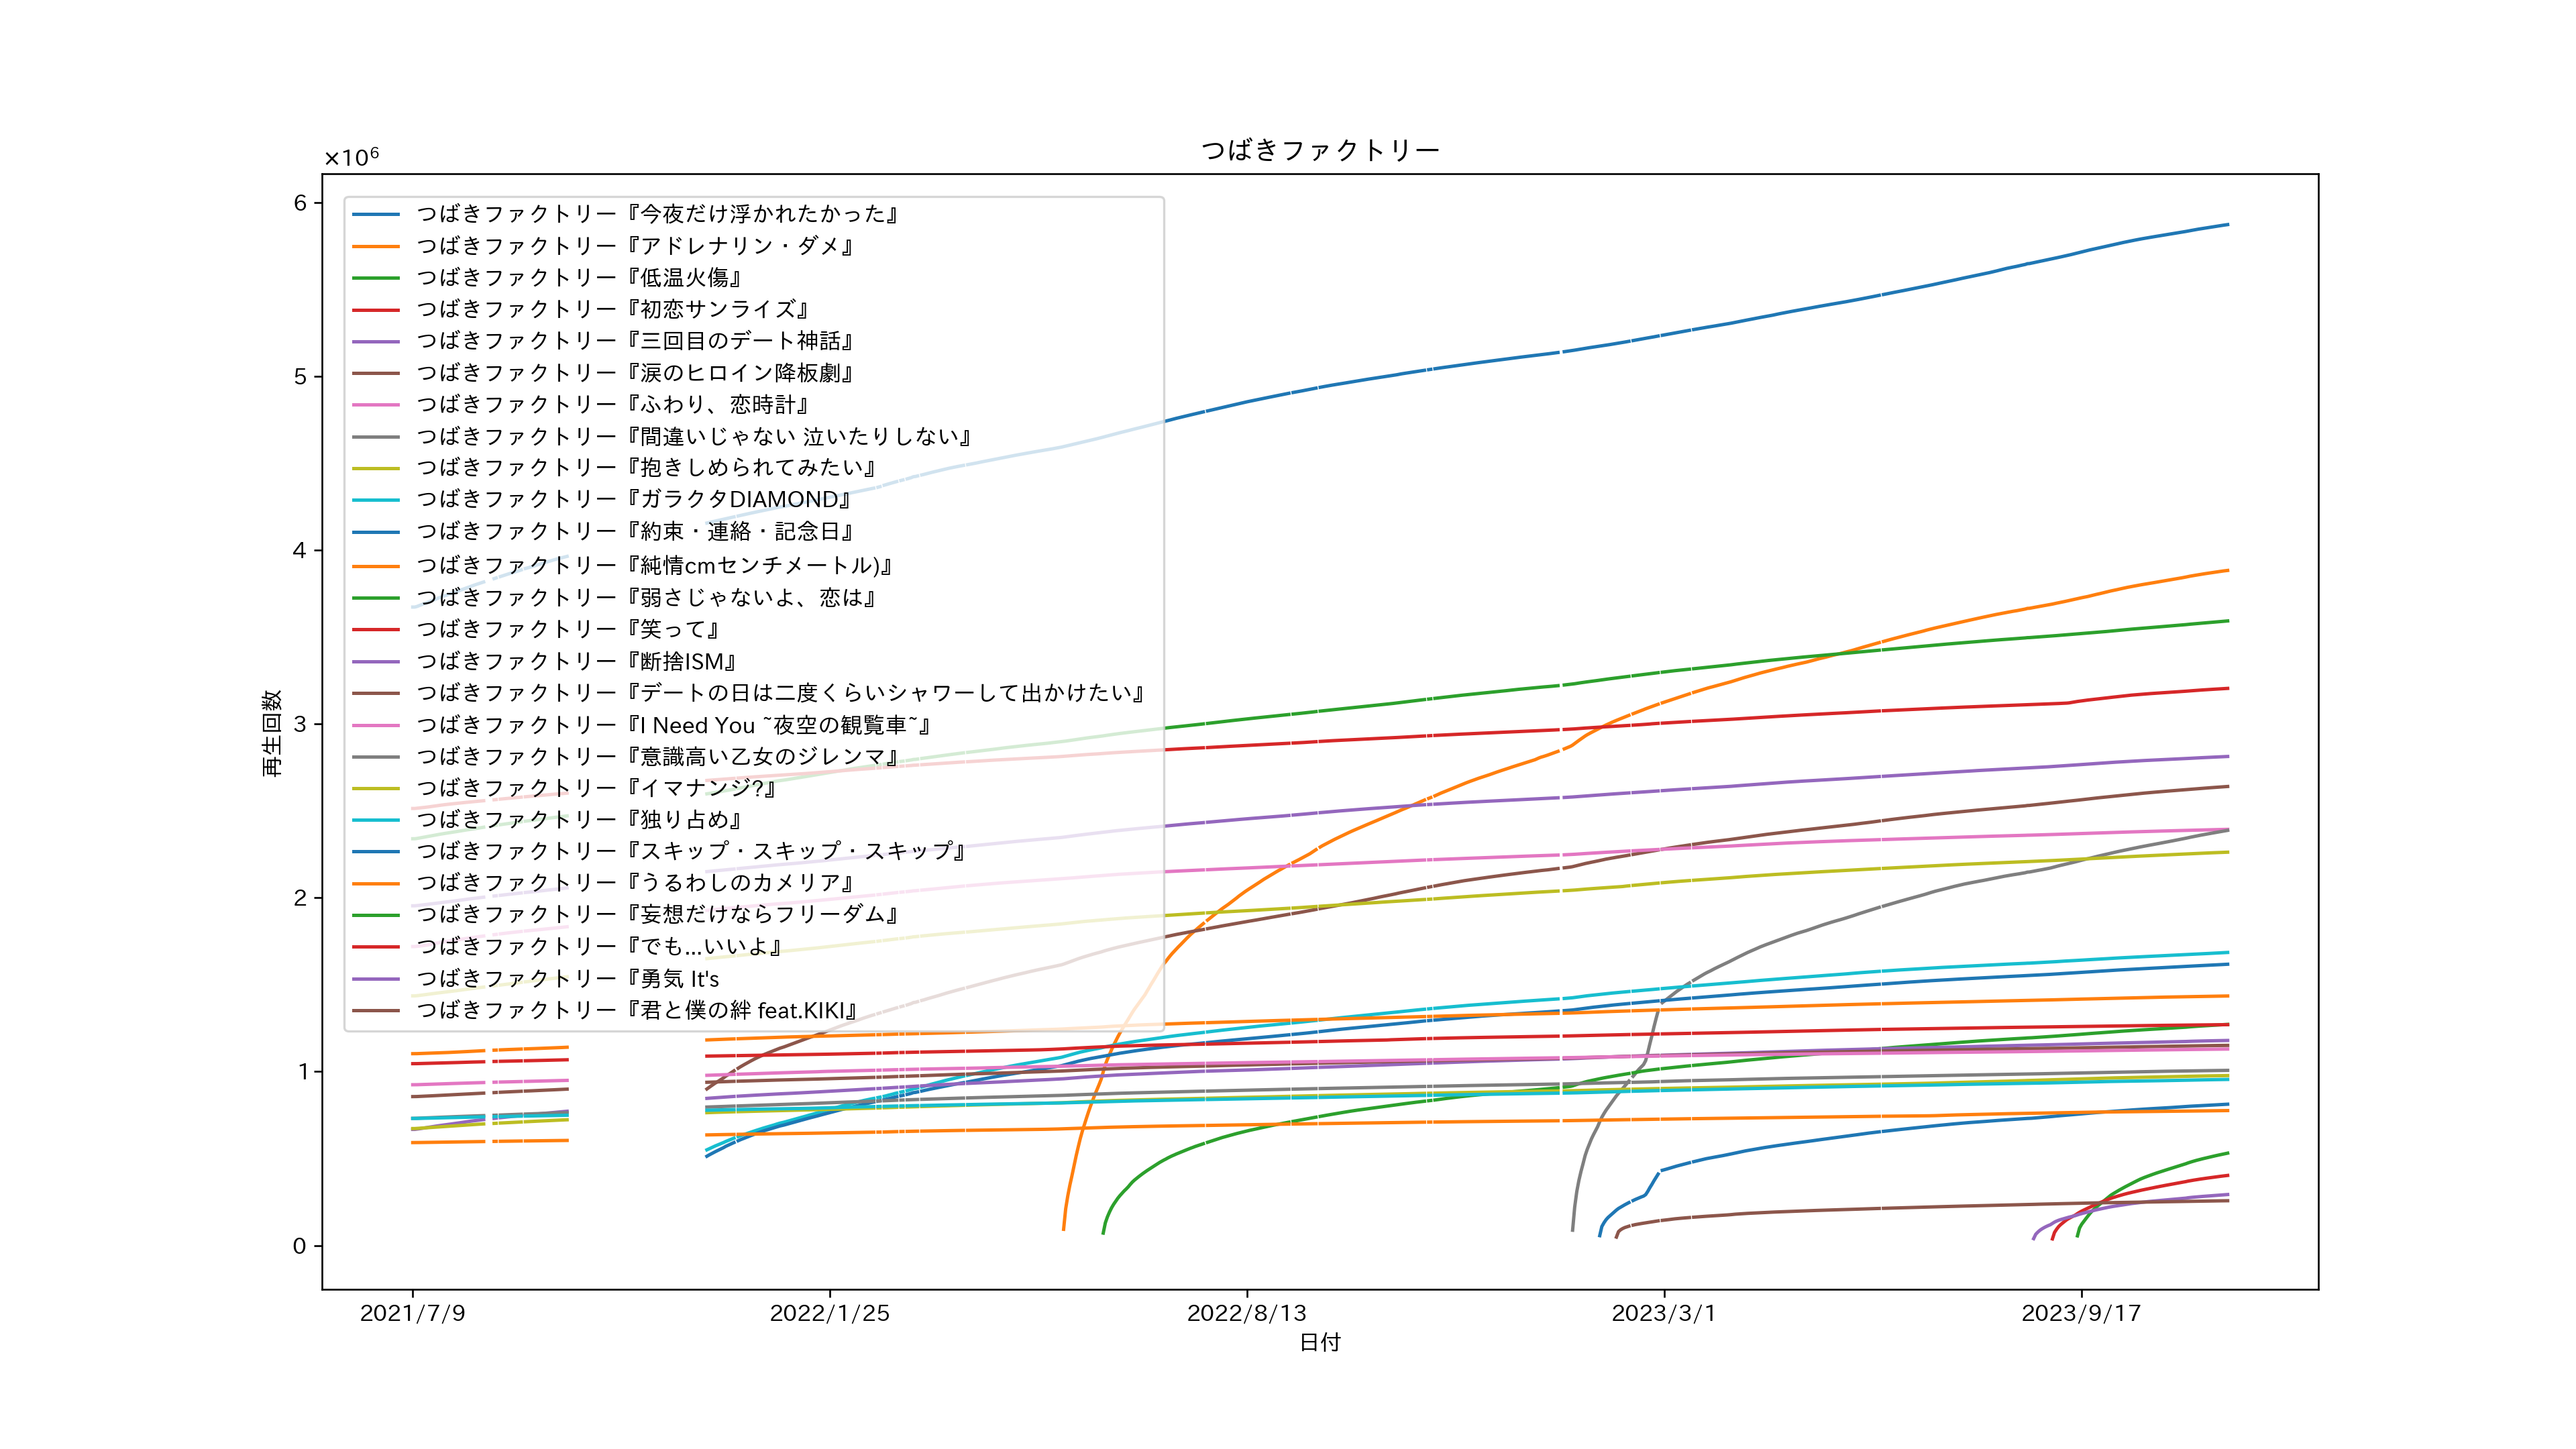 つばきファクトリー
×10⁶
6
5
4
3
2
1
0
再生回数
つばきファクトリー『今夜だけ浮かれたかった』
つばきファクトリー『アドレナリン・ダメ』
つばきファクトリー『低温火傷』
つばきファクトリー『初恋サンライズ』
つばきファクトリー『三回目のデート神話』
つばきファクトリー『涙のヒロイン降板劇』
つばきファクトリー『ふわり、恋時計』
つばきファクトリー『間違いじゃない 泣いたりしない』
つばきファクトリー『抱きしめられてみたい』
つばきファクトリー『ガラクタDIAMOND』
つばきファクトリー『約束・連絡・記念日』
つばきファクトリー『純情cmセンチメートル)』
つばきファクトリー『弱さじゃないよ、恋は』
つばきファクトリー『笑って』
つばきファクトリー『断捨ISM』
つばきファクトリー『デートの日は二度くらいシャワーして出かけたい』
つばきファクトリー『I Need You ~夜空の観覧車~』
つばきファクトリー『意識高い乙女のジレンマ』
つばきファクトリー『イマナンジ?』
つばきファクトリー『独り占め』
つばきファクトリー『スキップ・スキップ・スキップ』
つばきファクトリー『うるわしのカメリア』
つばきファクトリー『妄想だけならフリーダム』
つばきファクトリー『でも...いいよ』
つばきファクトリー『勇気 It's
つばきファクトリー『君と僕の絆 feat.KIKI』
2021/7/9 2022/1/25 2022/8/13 2023/3/1 2023/9/17
日付